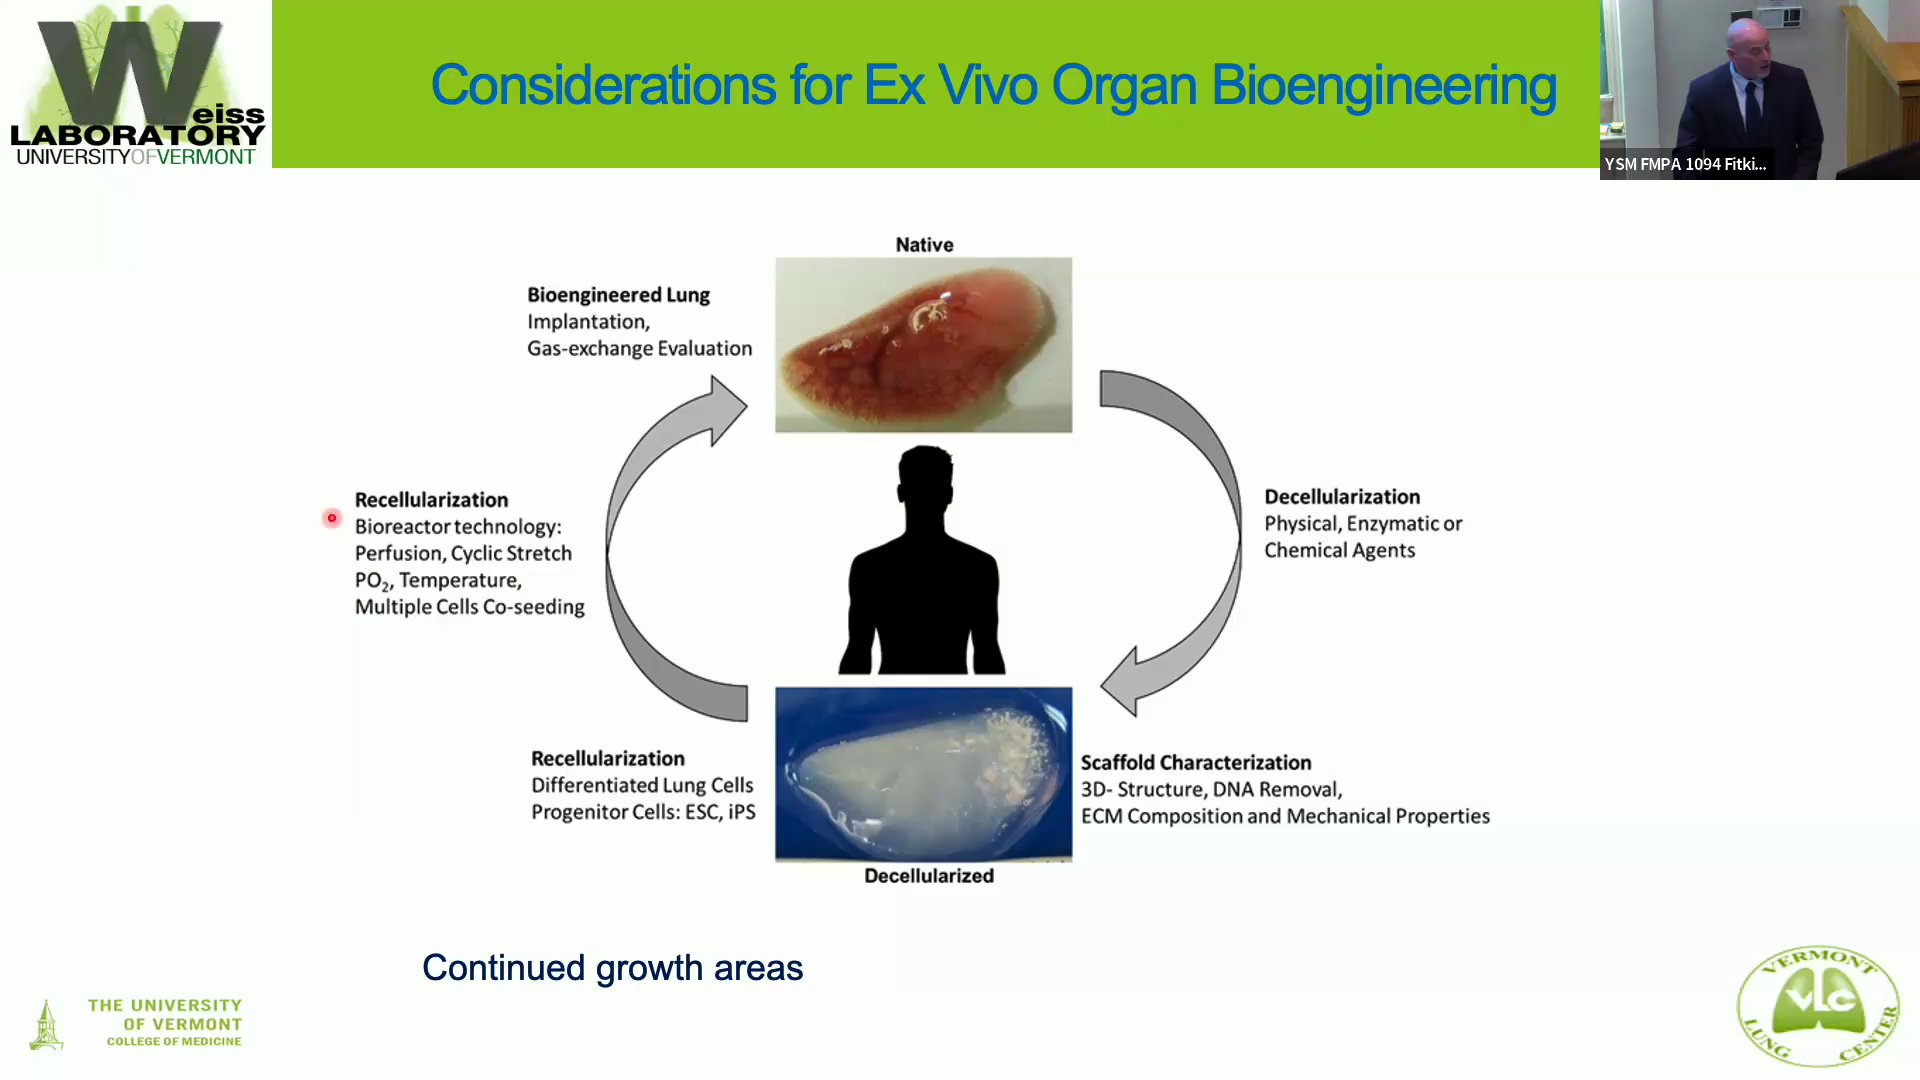 Weiss
LABORATORY
UNIVERSITYOFVERMONT
Considerations for Ex Vivo Organ Bioengineering
YSM FMPA 1094 Fitki...
Native
Bioengineered Lung
Implantation,
Gas-exchange Evaluation
Recellularization
Bioreactor technology:
Perfusion, Cyclic Stretch
PO₂, Temperature,
Multiple Cells Co-seeding
Decellularization
Physical, Enzymatic or
Chemical Agents
Recellularization
Differentiated Lung Cells
Progenitor Cells: ESC, iPS
Scaffold Characterization
3D- Structure, DNA Removal,
ECM Composition and Mechanical Properties
Decellularized
Continued growth areas
THE UNIVERSITY
OF VERMONT
COLLEGE OF MEDICINE
VERMONT
VLC
LUNG CENTER